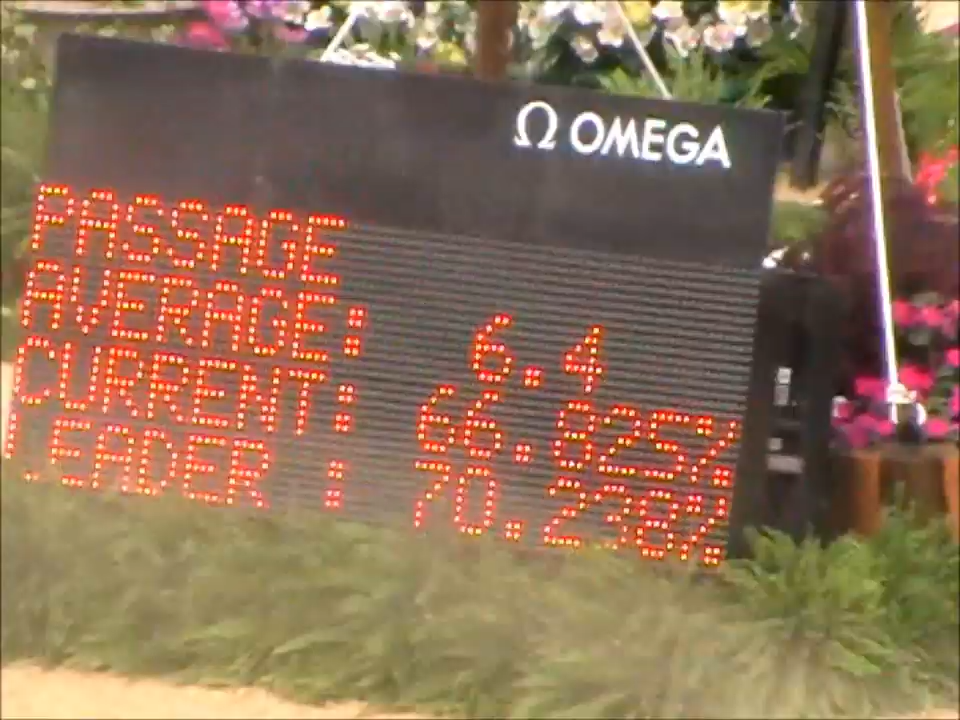 Ω OMEGA
PASSAGE
AVERAGE: 6.4
CURRENT: 66.825%
LEADER : 70.238%